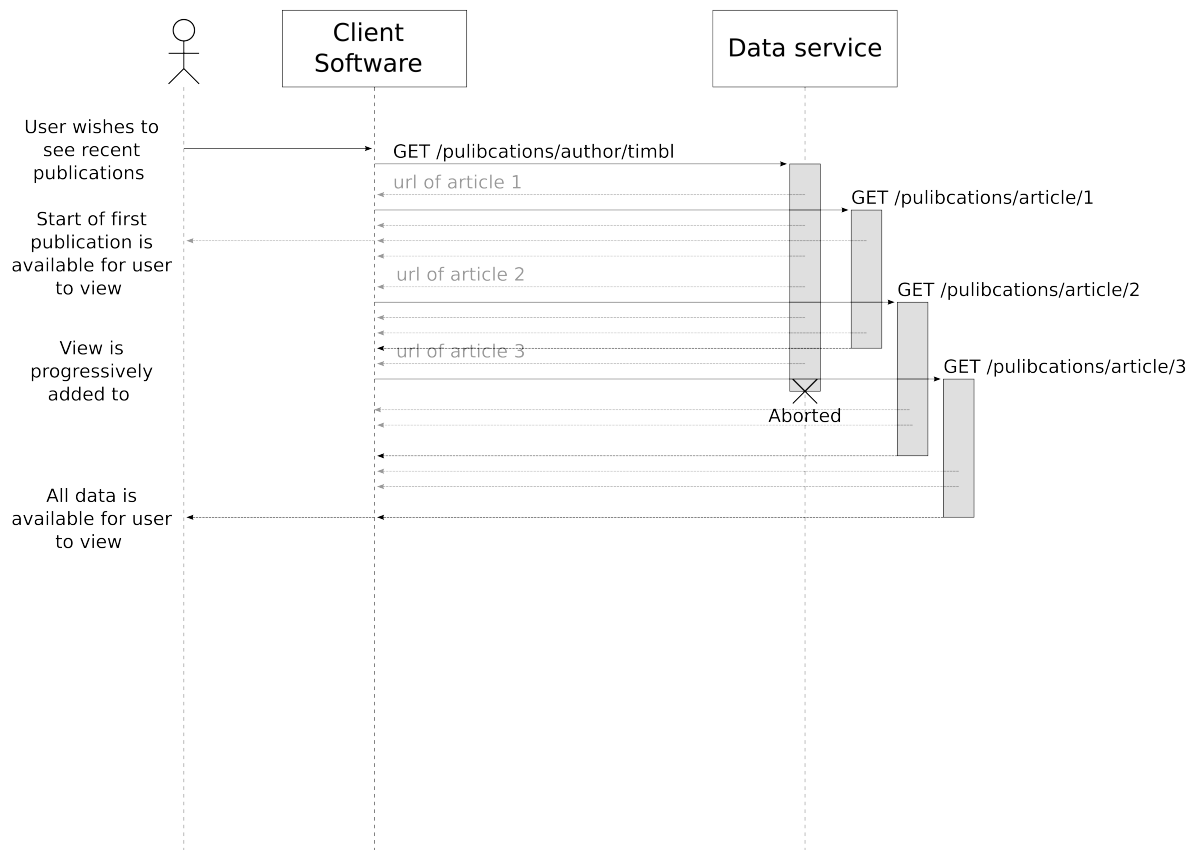 Client
Software
Data service
User wishes to
see recent
publications
GET /pulibcations/author/timbl
url of article 1
GET /pulibcations/article/1
Start of first
publication is
available for user
to view
url of article 2
GET /pulibcations/article/2
View is
progressively
added to
url of article 3
GET /pulibcations/article/3
Aborted
All data is
available for user
to view